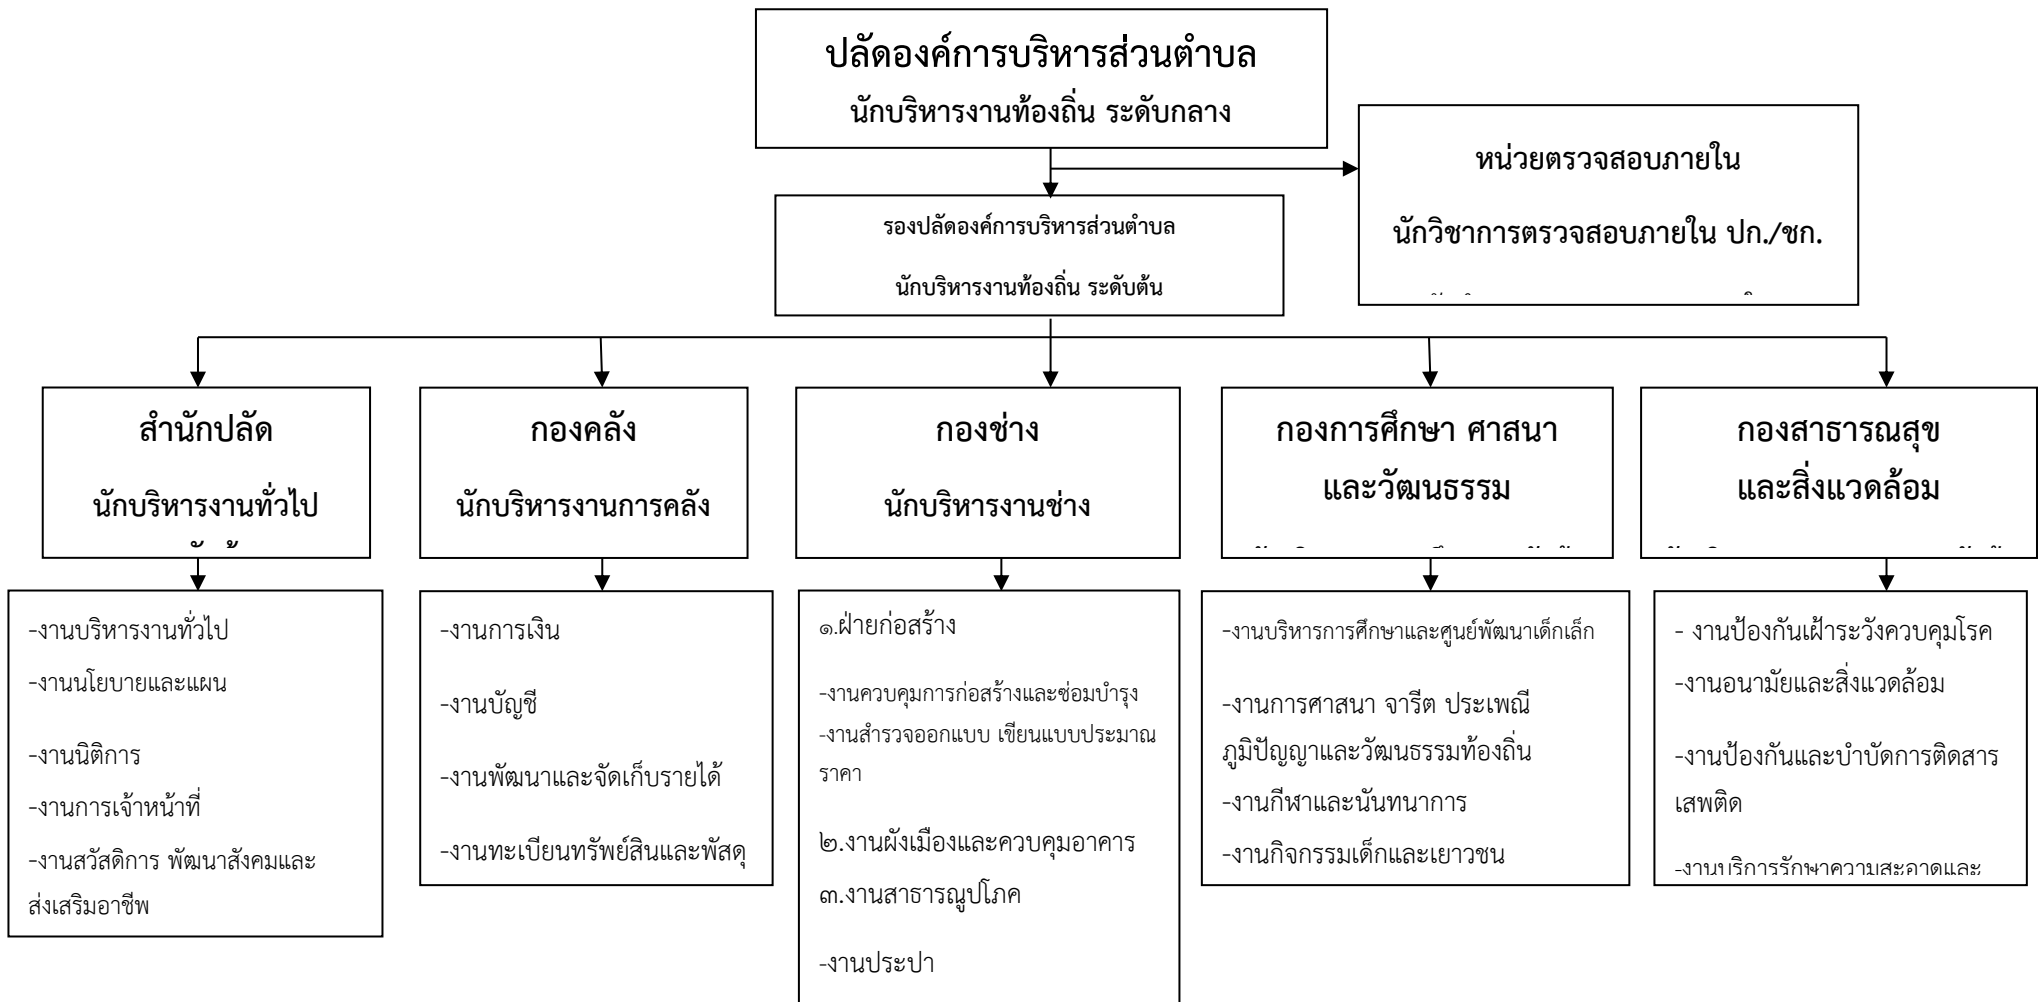 ปลัดองค์การบริหารส่วนตำบล
นักบริหารงานท้องถิ่น ระดับกลาง
หน่วยตรวจสอบภายใน
นักวิชาการตรวจสอบภายใน ปก./ชก.
รองปลัดองค์การบริหารส่วนตำบล
นักบริหารงานท้องถิ่น ระดับต้น
สำนักปลัด
นักบริหารงานทั่วไป
กองคลัง
นักบริหารงานการคลัง
กองช่าง
นักบริหารงานช่าง
กองการศึกษา ศาสนา
และวัฒนธรรม
กองสาธารณสุข
และสิ่งแวดล้อม
-งานบริหารงานทั่วไป
-งานนโยบายและแผน
-งานนิติการ
-งานการเจ้าหน้าที่
-งานสวัสดิการ พัฒนาสังคมและ
ส่งเสริมอาชีพ
-งานการเงิน
-งานบัญชี
-งานพัฒนาและจัดเก็บรายได้
-งานทะเบียนทรัพย์สินและพัสดุ
๑.ฝ่ายก่อสร้าง
-งานควบคุมการก่อสร้างและซ่อมบำรุง
-งานสำรวจออกแบบ เขียนแบบประมาณ
ราคา
๒.งานผังเมืองและควบคุมอาคาร
๓.งานสาธารณูปโภค
-งานประปา
-งานบริหารการศึกษาและศูนย์พัฒนาเด็กเล็ก
-งานการศาสนา จารีต ประเพณี
ภูมิปัญญาและวัฒนธรรมท้องถิ่น
-งานกีฬาและนันทนาการ
-งานกิจกรรมเด็กและเยาวชน
- งานป้องกันเฝ้าระวังควบคุมโรค
-งานอนามัยและสิ่งแวดล้อม
-งานป้องกันและบำบัดการติดสาร
เสพติด
-งานบริการรักษาความสะอาดและ